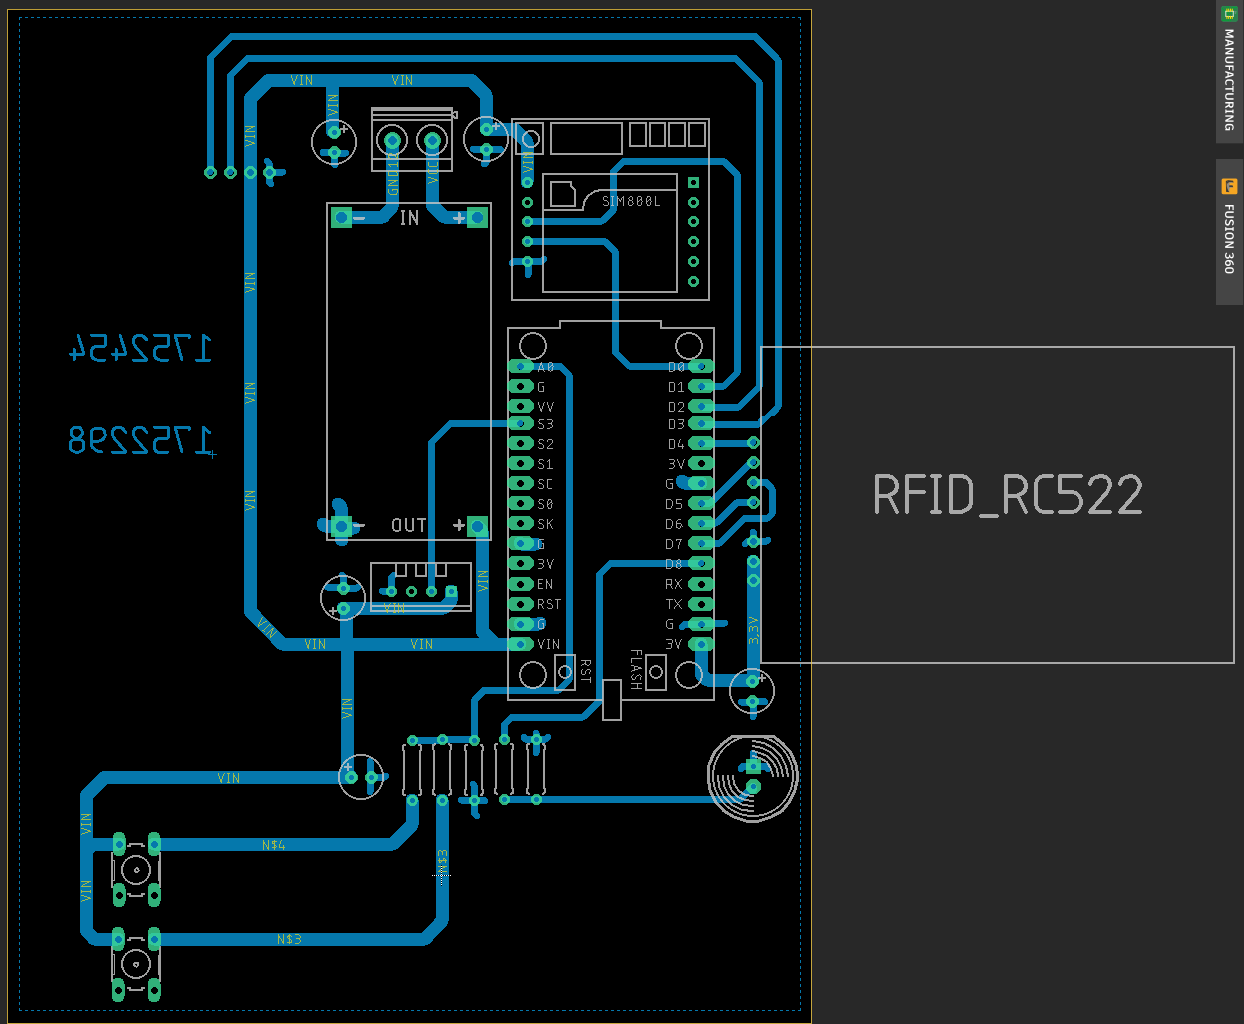 MANUFACTURING
FUSION 360
VIN
VIN
VIN
VIN
VIN
GND10
VCC
SIM800L
IN
- +
VIN
1752454
VIN
1752298
VIN
OUT
- +
VIN
VIN
VIN
VIN
VIN
A0
G
VV
S3
S2
S1
SC
S0
SK
G
3V
EN
RST
G
VIN
D0
D1
D2
D3
D4
3V
G
D5
D6
D7
D8
RX
TX
G
3V
RST
FLASH
RFID_RC522
3.3V
VIN
VIN
VIN
N$4
N$3
VIN
N$3